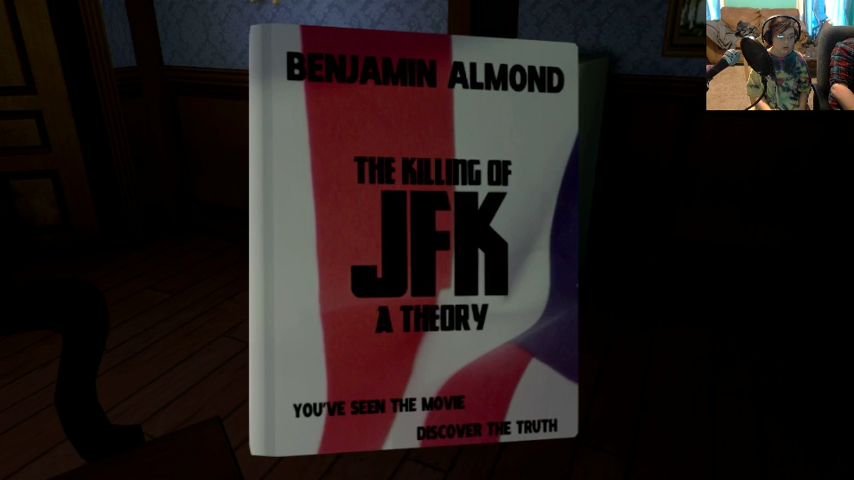 BENJAMIN ALMOND
THE KILLING OF
JFK
A THEORY
YOU'VE SEEN THE MOVIE
DISCOVER THE TRUTH